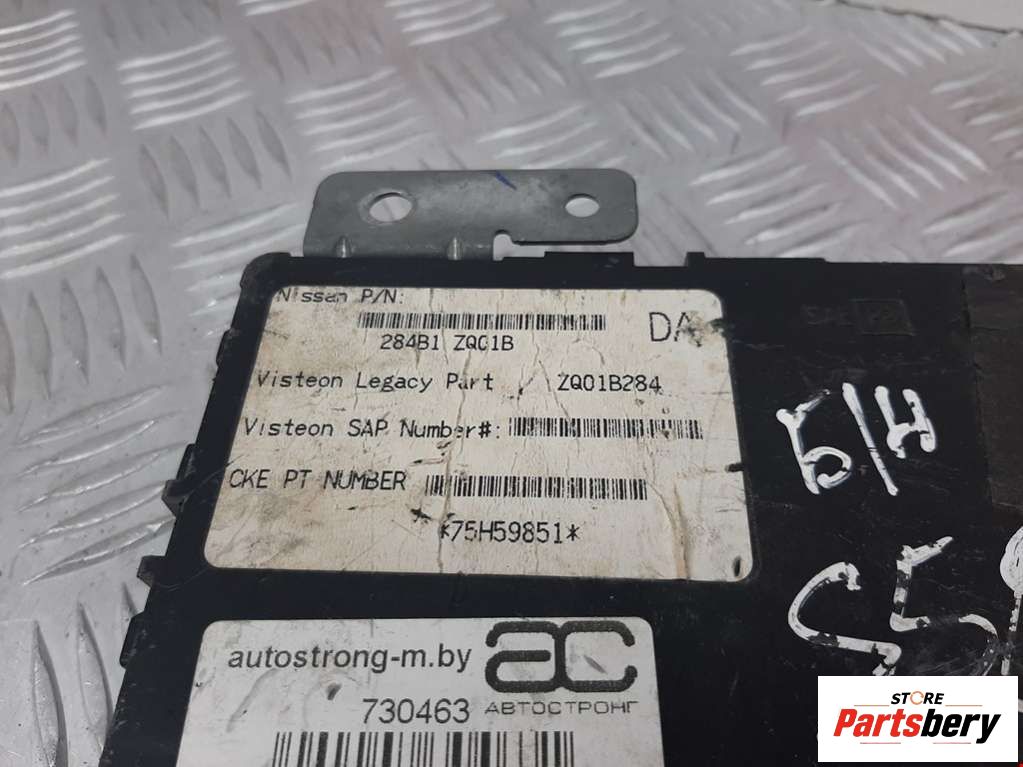 Nissan P/N:
DA
284B1 ZQ01B
Visteon Legacy Part ZQ01B284
Visteon SAP Number#:
CKE PT NUMBER
*75H59851*
Б/Н
autostrong-m.by
ac
730463 АВТОСТРОНГ
STORE
Partsbery